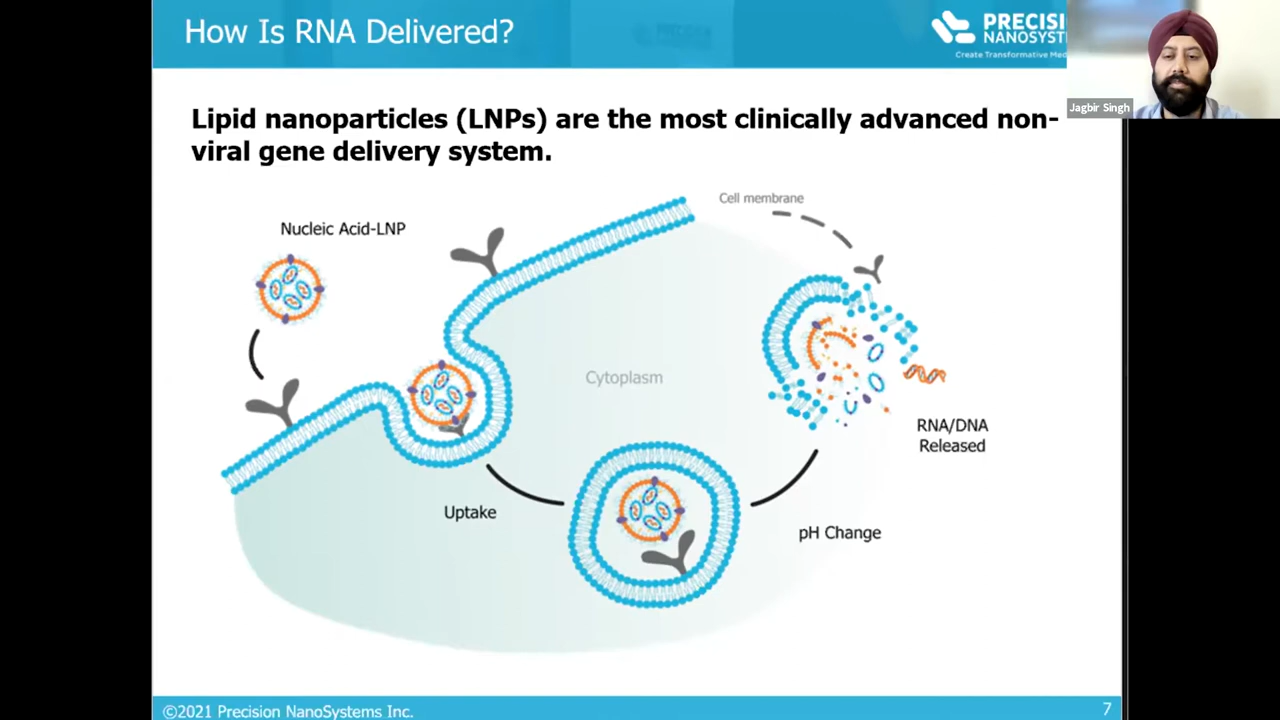 How Is RNA Delivered?
PRECISI
NANOSYST
Create Transformative Med
Jagbir Singh
Lipid nanoparticles (LNPs) are the most clinically advanced non-
viral gene delivery system.
Cell membrane
Nucleic Acid-LNP
Cytoplasm
RNA/DNA
Released
Uptake
pH Change
©2021 Precision NanoSystems Inc.
7